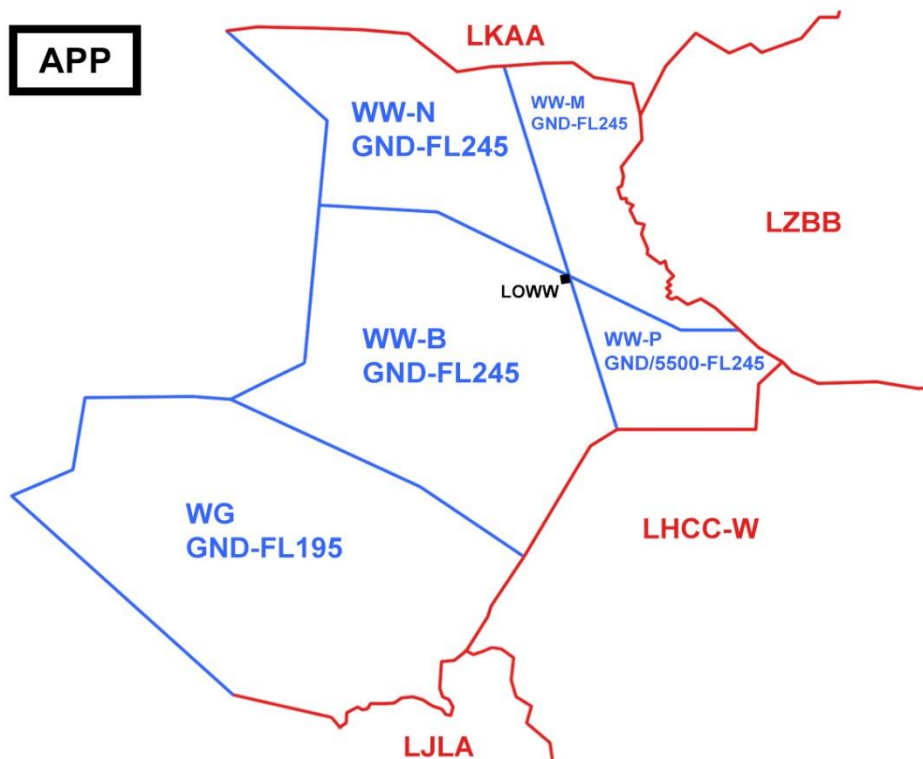 APP
LKAA
WW-N
GND-FL245
WW-M
GND-FL245
LZBB
LOWW
WW-B
GND-FL245
WW-P
GND/5500-FL245
WG
GND-FL195
LHCC-W
LJLA